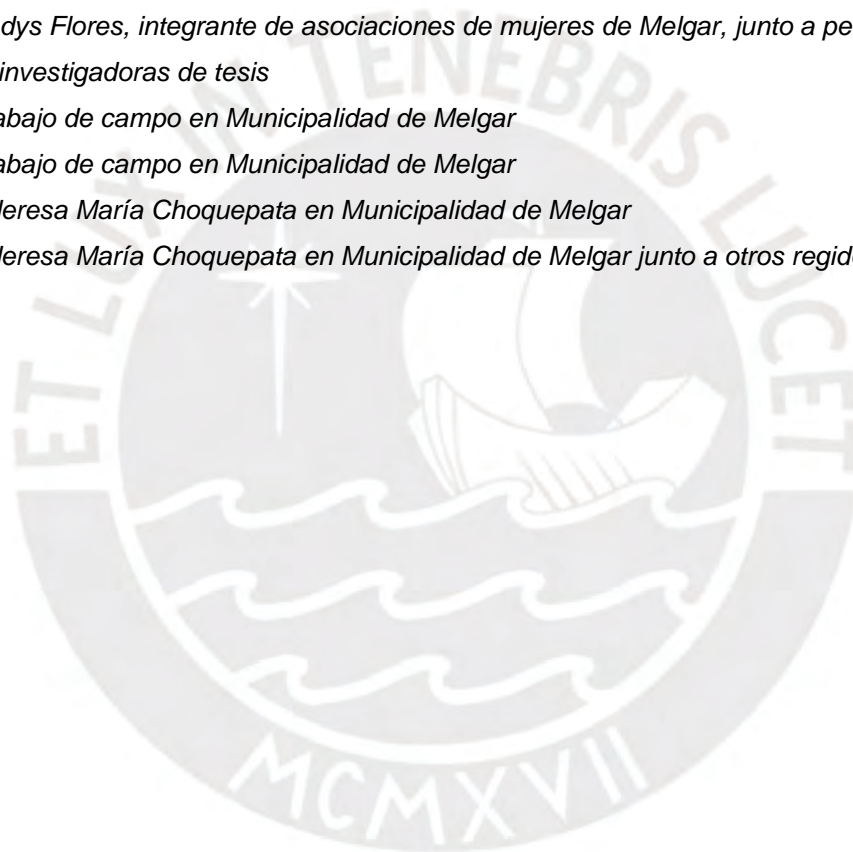 dys Flores, integrante de asociaciones de mujeres de Melgar, junto a pe
investigadoras de tesis
abajo de campo en Municipalidad de Melgar
abajo de campo en Municipalidad de Melgar
deresa María Choquepata en Municipalidad de Melgar
deresa María Choquepata en Municipalidad de Melgar junto a otros regid
ET LUX IN TENEBRIS LUCET
MCMXVII